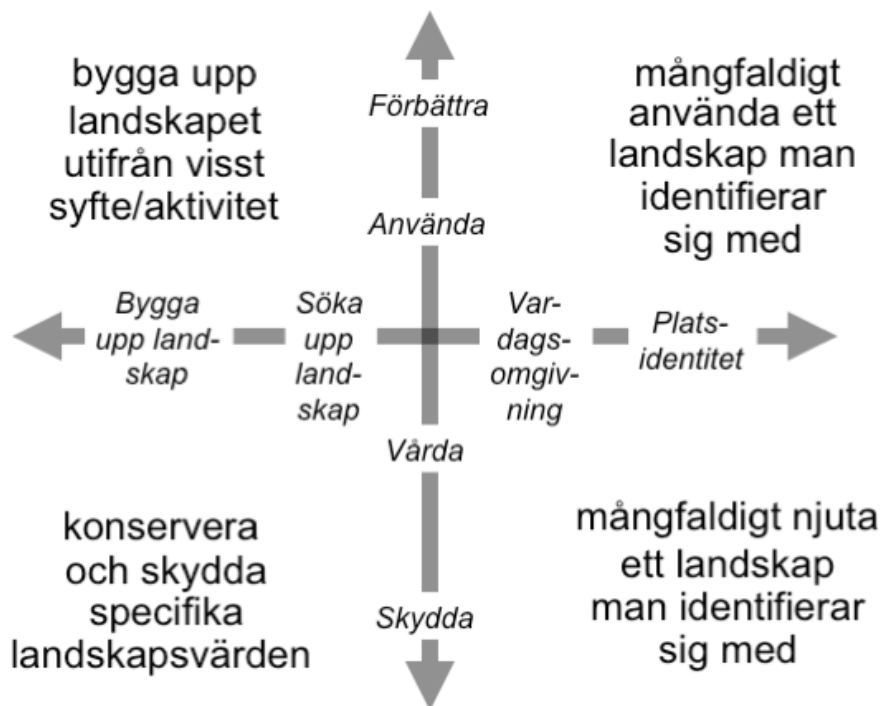 bygga upp
landskapet
utifrån visst
syfte/aktivitet
Förbättra
Använda
mångfaldigt
använda ett
landskap man
identifierar
sig med
Bygga
upp land-
skap
Söka
upp
land-
skap
Var-
dags-
omgiv-
ning
Plats-
identitet
Vårda
Skydda
konservera
och skydda
specifika
landskapsvärden
mångfaldigt njuta
ett landskap
man identifierar
sig med